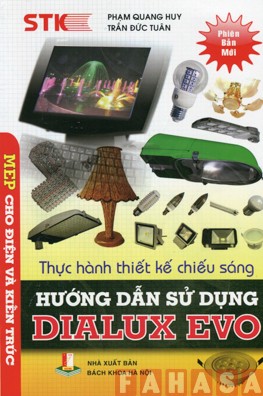 STK
PHẠM QUANG HUY
TRẦN ĐỨC TUÂN
Phiên
Bản
Mới
MEP CHO ĐIỆN VÀ KIẾN TRÚC
Thực hành thiết kế chiếu sáng
HƯỚNG DẪN SỬ DỤNG
DIALUX EVO
NHÀ XUẤT BẢN
BÁCH KHOA HÀ NỘI
FAHASA